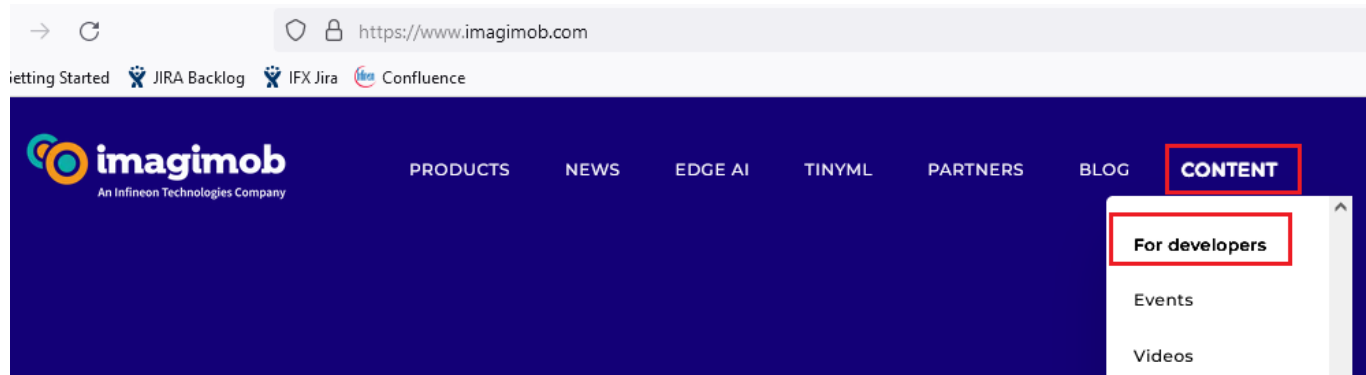 https://www.imagimob.com
Getting Started JIRA Backlog IFX Jira Confluence
imagimob
An Infineon Technologies Company
PRODUCTS NEWS EDGE AI TINYML PARTNERS BLOG CONTENT
For developers
Events
Videos